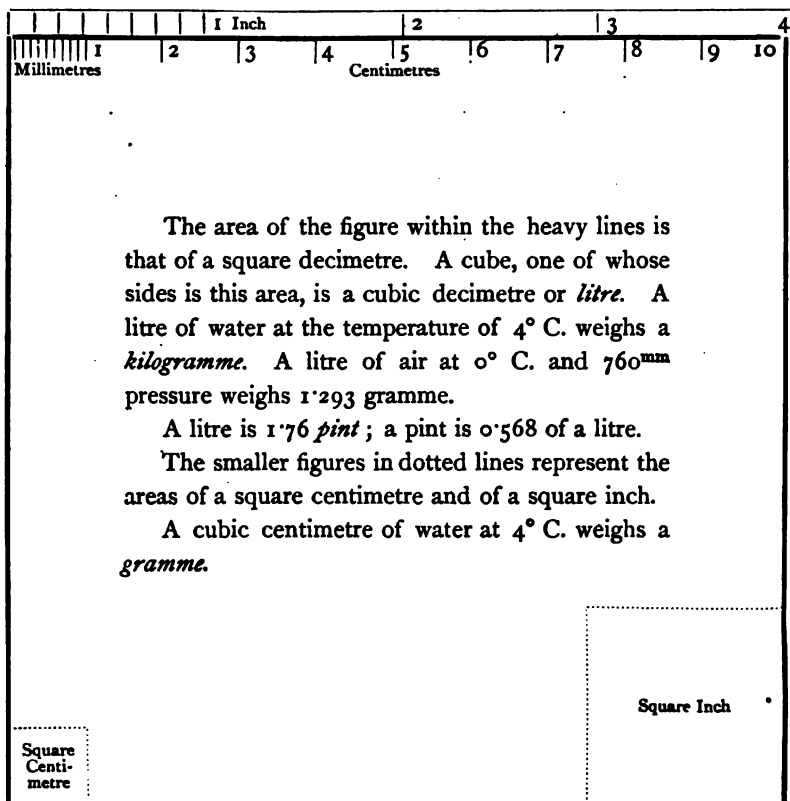 1 Inch 2 3 4
1 2 3 4 5 6 7 8 9 10
Millimetres Centimetres
The area of the figure within the heavy lines is
that of a square decimetre. A cube, one of whose
sides is this area, is a cubic decimetre or litre. A
litre of water at the temperature of 4° C. weighs a
kilogramme. A litre of air at 0° C. and 760mm
pressure weighs 1·293 gramme.
A litre is 1·76 pint; a pint is 0·568 of a litre.
The smaller figures in dotted lines represent the
areas of a square centimetre and of a square inch.
A cubic centimetre of water at 4° C. weighs a
gramme.
Square Inch
Square
Centi-
metre